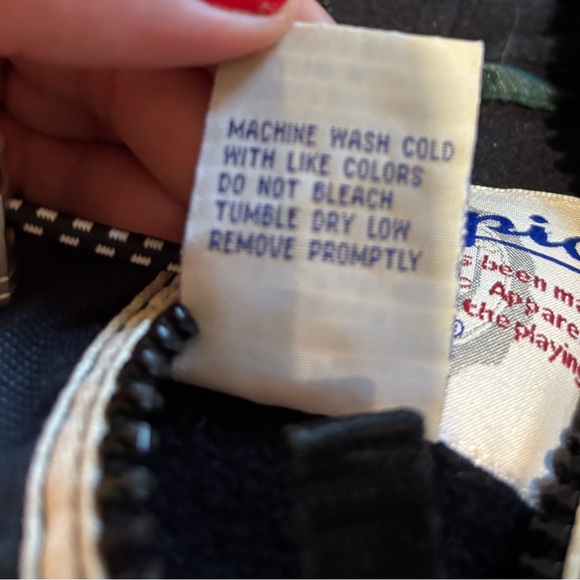 MACHINE WASH COLD
WITH LIKE COLORS
DO NOT BLEACH
TUMBLE DRY LOW
REMOVE PROMPTLY
pio
been ma
Appare
the playing
®